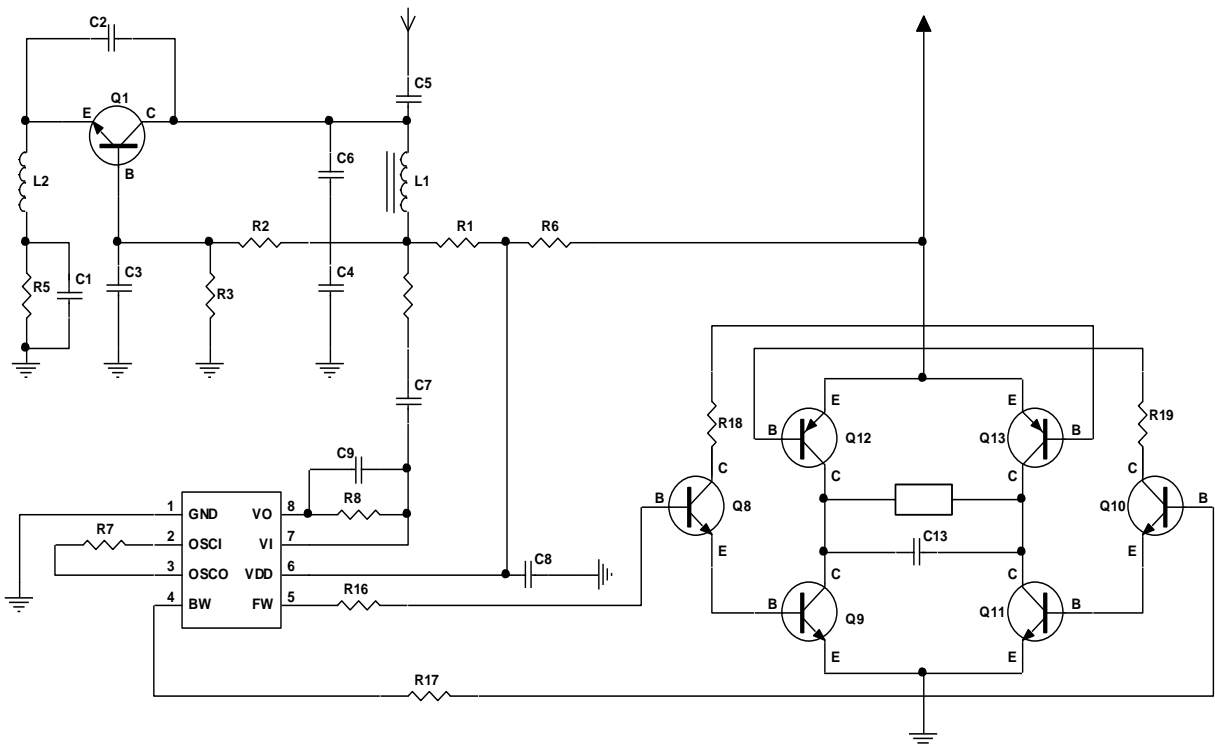 C2
Q1
E
C
C5
C6
L2
B
L1
R2
R1
R6
R5
C1
C3
R3
C4
C7
C9
R8
R7
1 GND VO 8
2 OSCI VI 7
3 OSCO VDD 6
4 BW FW 5
R16
C8
R17
R18
R19
E
E
B
Q12
Q13
B
C
C
C
C
B
Q8
Q10
B
C13
E
E
C
C
B
Q9
Q11
B
E
E